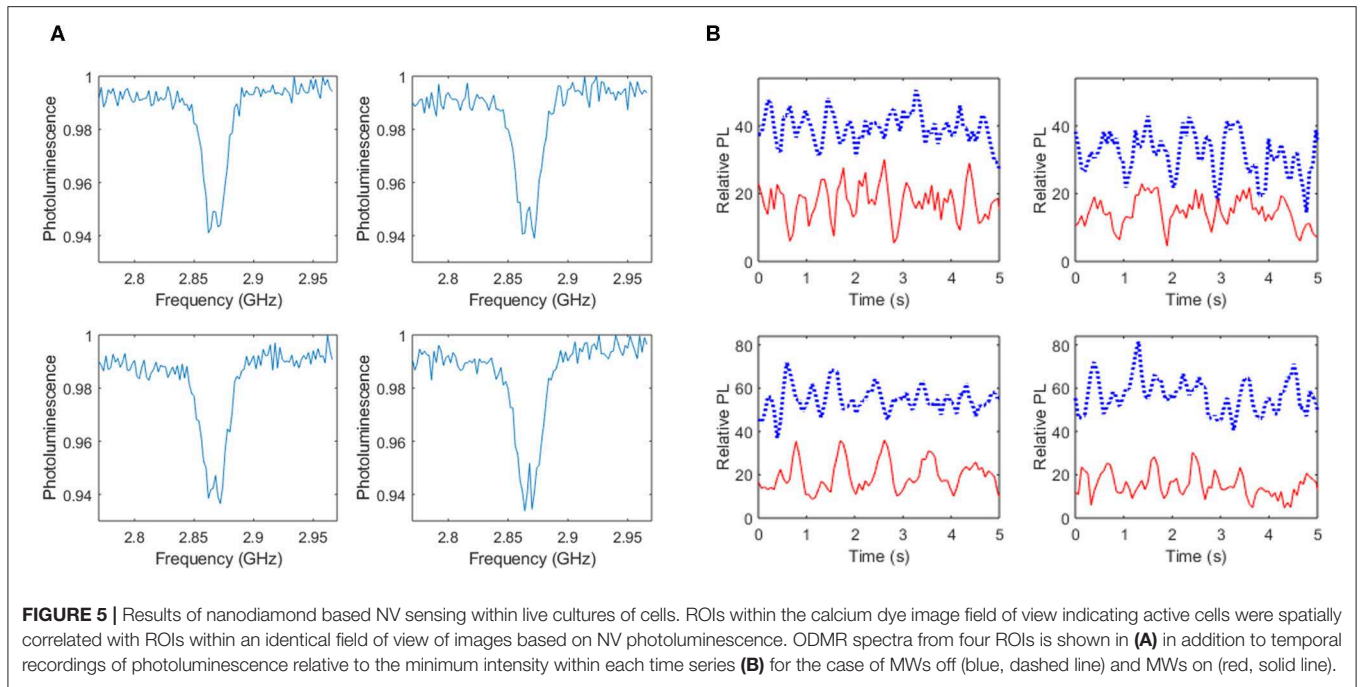 A
B
1
0.98
0.96
0.94
Photoluminescence
2.8
2.85
2.9
2.95
Frequency (GHz)
1
0.98
0.96
0.94
Photoluminescence
2.8
2.85
2.9
2.95
Frequency (GHz)
40
20
0
Relative PL
0 1 2 3 4 5
Time (s)
40
20
0
Relative PL
0 1 2 3 4 5
Time (s)
1
0.98
0.96
0.94
Photoluminescence
2.8
2.85
2.9
2.95
Frequency (GHz)
1
0.98
0.96
0.94
Photoluminescence
2.8
2.85
2.9
2.95
Frequency (GHz)
80
60
40
20
0
Relative PL
0 1 2 3 4 5
Time (s)
80
60
40
20
0
Relative PL
0 1 2 3 4 5
Time (s)
FIGURE 5 | Results of nanodiamond based NV sensing within live cultures of cells. ROIs within the calcium dye image field of view indicating active cells were spatially
correlated with ROIs within an identical field of view of images based on NV photoluminescence. ODMR spectra from four ROIs is shown in (A) in addition to temporal
recordings of photoluminescence relative to the minimum intensity within each time series (B) for the case of MWs off (blue, dashed line) and MWs on (red, solid line).